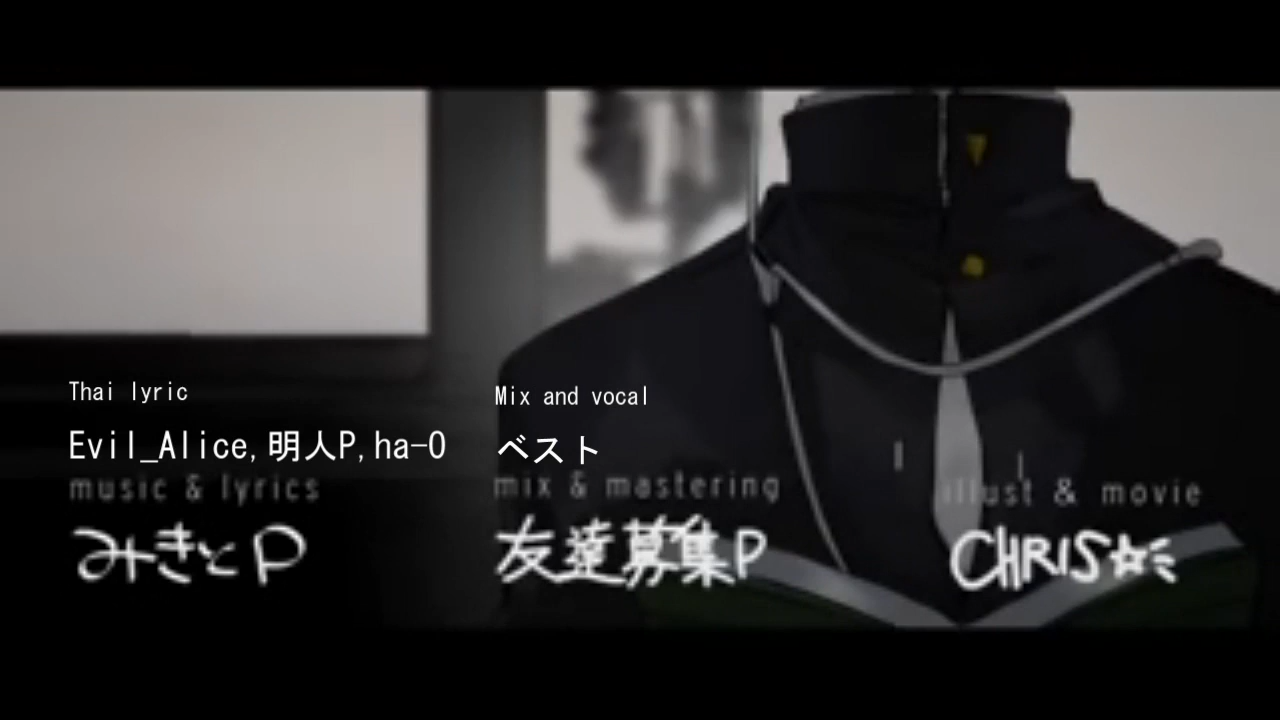 Thai lyric
Evil_Alice,明人P,ha-O
Mix and vocal
ベスト
music & lyrics
みきとP
mix & mastering
友達募集P
illust & movie
CHRIS☆ミ